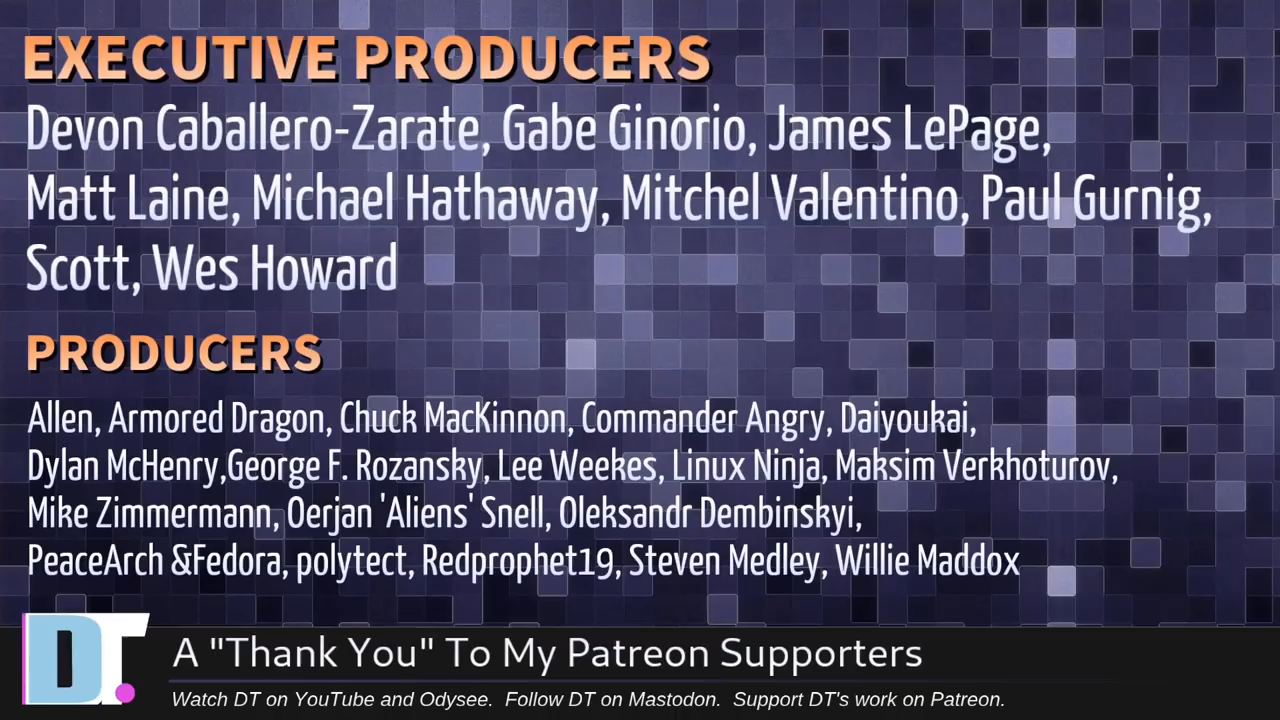 EXECUTIVE PRODUCERS
Devon Caballero-Zarate, Gabe Ginorio, James LePage,
Matt Laine, Michael Hathaway, Mitchel Valentino, Paul Gurnig,
Scott, Wes Howard
PRODUCERS
Allen, Armored Dragon, Chuck MacKinnon, Commander Angry, Daiyoukai,
Dylan McHenry,George F. Rozansky, Lee Weekes, Linux Ninja, Maksim Verkhoturov,
Mike Zimmermann, Oerjan 'Aliens' Snell, Oleksandr Dembinskyi,
PeaceArch &Fedora, polytect, Redprophet19, Steven Medley, Willie Maddox
DT.
A "Thank You" To My Patreon Supporters
Watch DT on YouTube and Odysee. Follow DT on Mastodon. Support DT's work on Patreon.